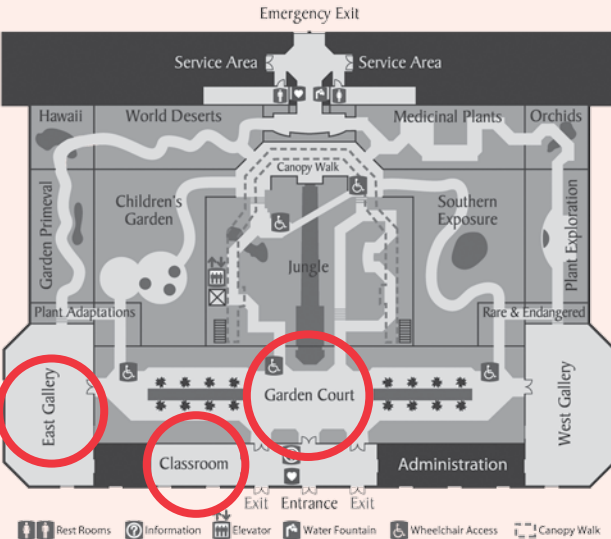 Emergency Exit
Service Area
Service Area
Hawaii
World Deserts
Medicinal Plants
Orchids
Canopy Walk
Garden Primeval
Children's
Garden
Southern
Exposure
Plant Exploration
Jungle
Plant Adaptations
Rare & Endangered
East Gallery
Garden Court
West Gallery
Classroom
Administration
Exit
Entrance
Exit
Rest Rooms
Information
Elevator
Water Fountain
Wheelchair Access
Canopy Walk